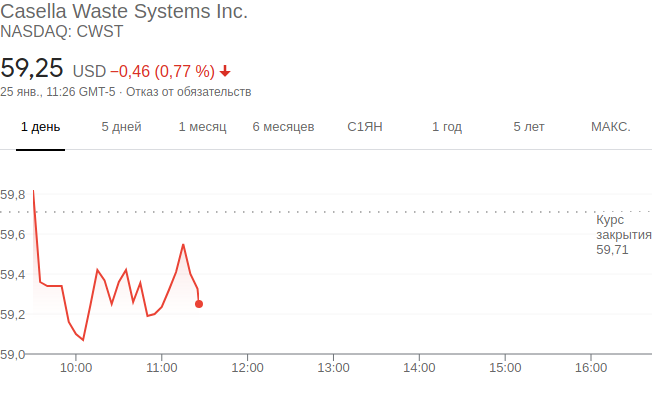 Casella Waste Systems Inc.
NASDAQ: CWST
59,25 USD −0,46 (0,77 %)
25 янв., 11:26 GMT-5 · Отказ от обязательств
1 день 5 дней 1 месяц 6 месяцев С1ЯН 1 год 5 лет МАКС.
59,8
59,6
59,4
59,2
59,0
Курс
закрытия
59,71
10:00 11:00 12:00 13:00 14:00 15:00 16:00